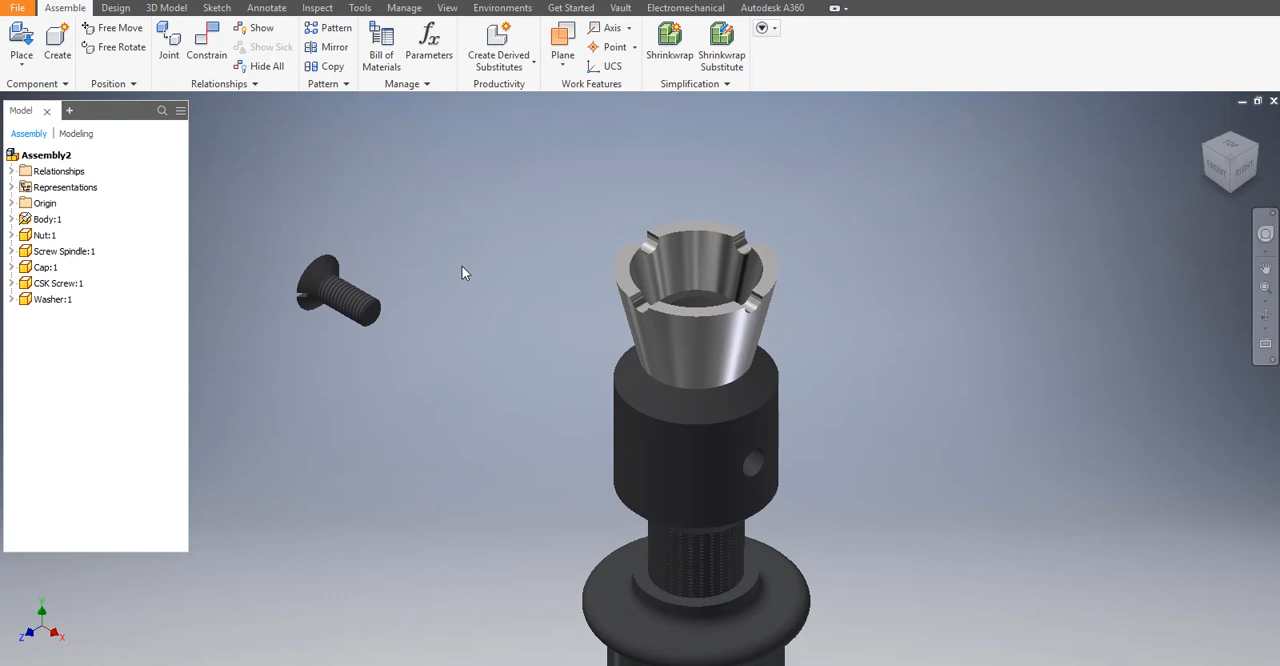 File Assemble Design 3D Model Sketch Annotate Inspect Tools Manage View Environments Get Started Vault Electromechanical Autodesk A360
Place Create Free Move Free Rotate
Joint Constrain Show Show Sick Hide All
Pattern Mirror Copy
Bill of Materials Parameters
Create Derived Substitutes
Plane Axis Point UCS
Shrinkwrap Shrinkwrap Substitute
Component Position Relationships Pattern Manage Productivity Work Features Simplification
Model
Assembly Modeling
Assembly2
Relationships
Representations
Origin
Body:1
Nut:1
Screw Spindle:1
Cap:1
CSK Screw:1
Washer:1
TOP
FRONT RIGHT
Y
Z X